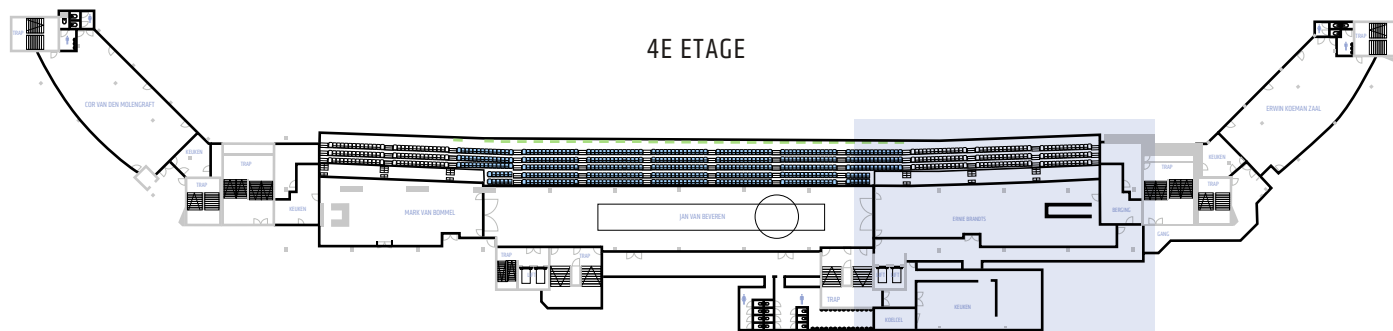 4E ETAGE
TRAP
COR VAN DEN MOLENGRAFT
KEUKEN
TRAP
TRAP
KEUKEN
MARK VAN BOMMEL
JAN VAN BEVEREN
ERNIE BRANDTS
BERGING
GANG
TRAP
TRAP
KEUKEN
ERWIN KOEMAN ZAAL
TRAP
TRAP
TRAP
TRAP
KOELCEL
KEUKEN